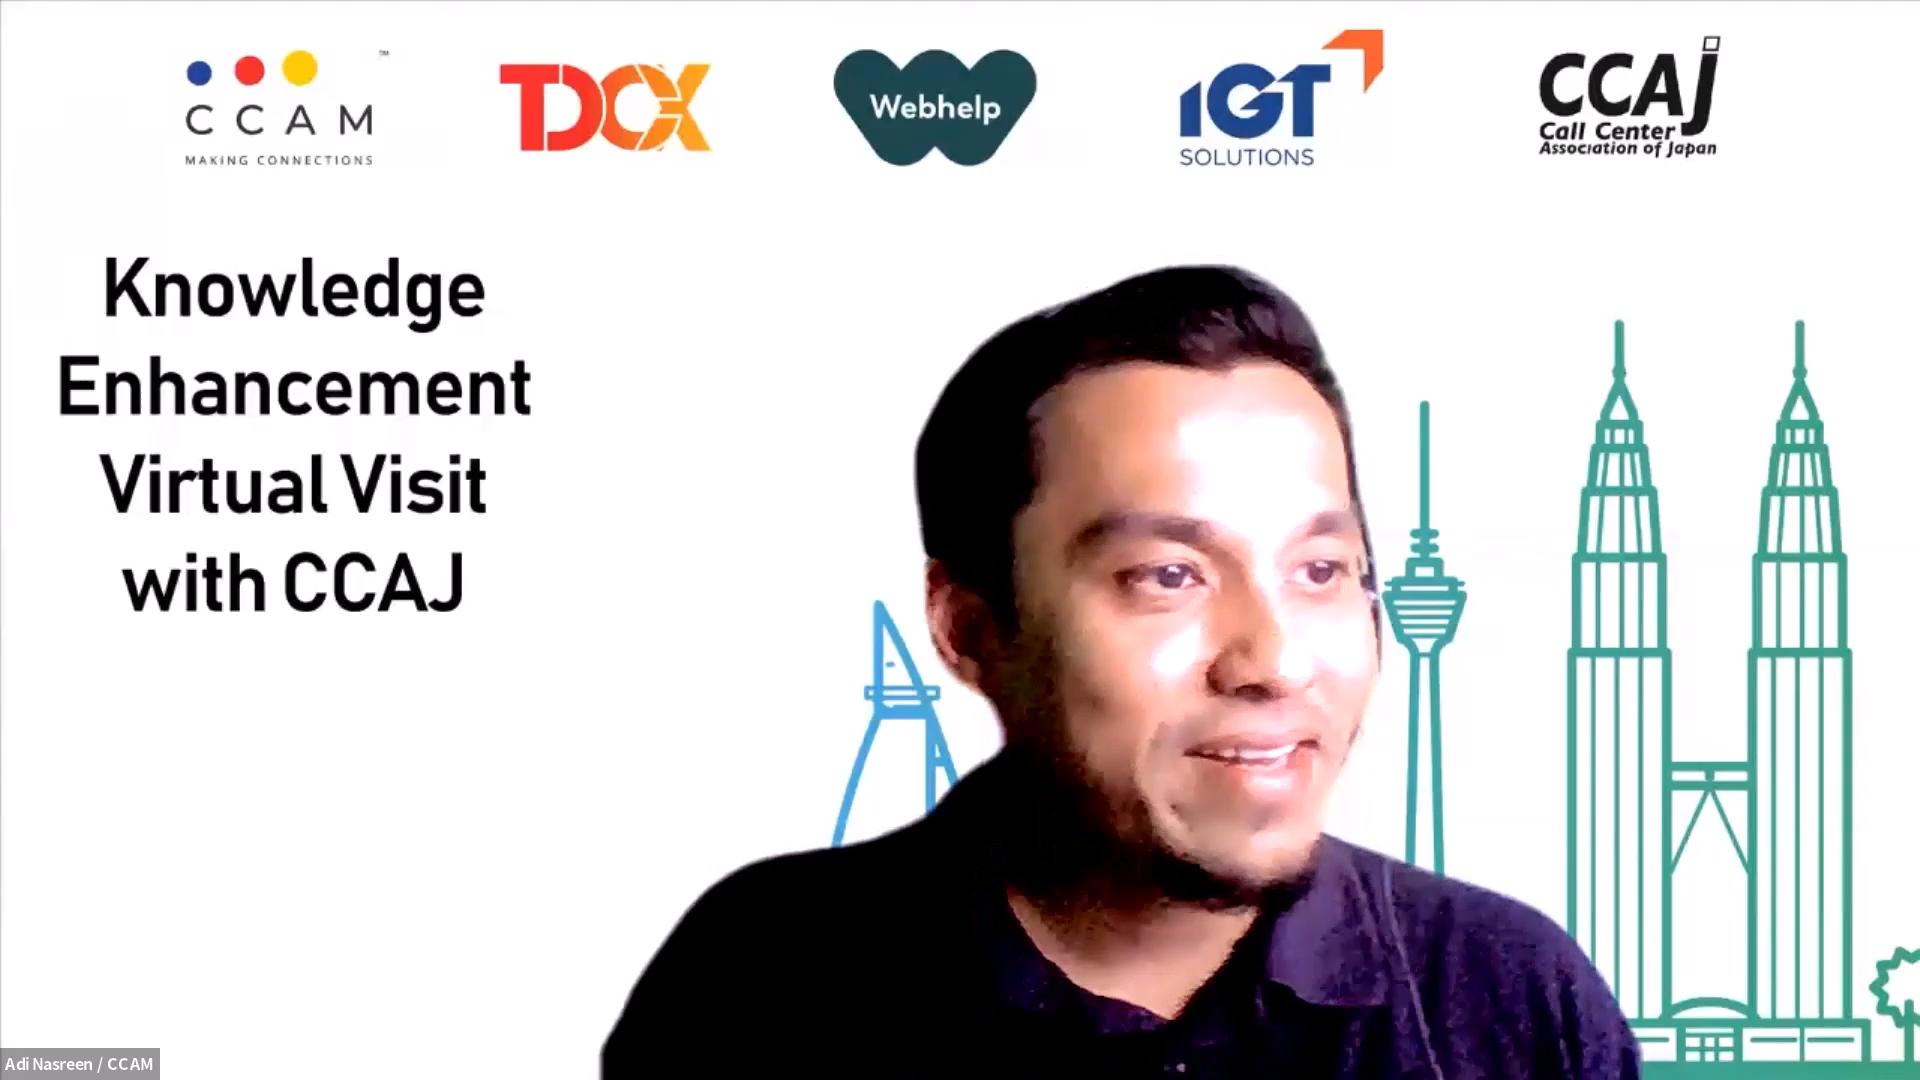 ™
CCAM
MAKING CONNECTIONS
TDCX
Webhelp
IGT
SOLUTIONS
CCAJ
Call Center
Association of Japan
Knowledge
Enhancement
Virtual Visit
with CCAJ
Adi Nasreen / CCAM